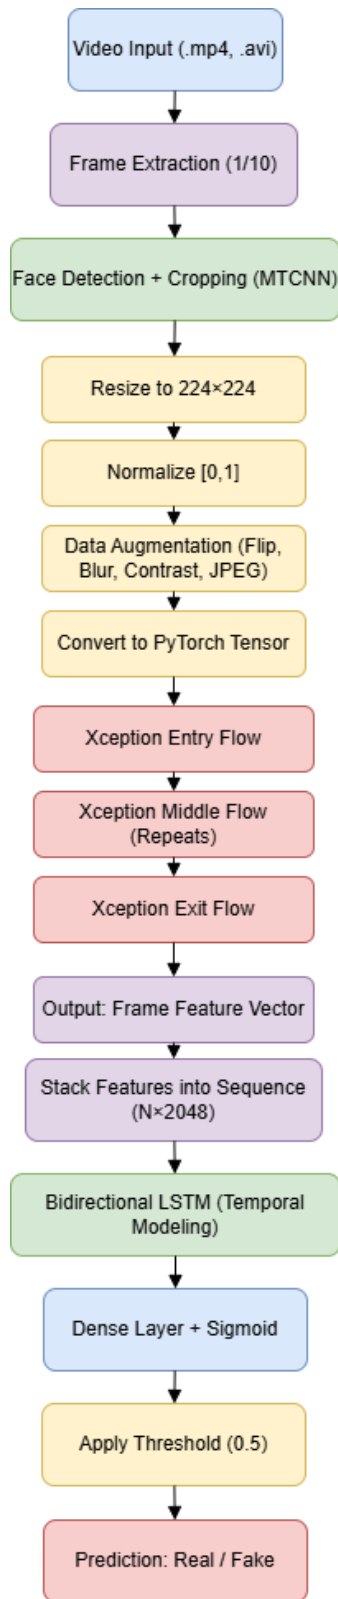 Video Input (.mp4, .avi)
Frame Extraction (1/10)
Face Detection + Cropping (MTCNN)
Resize to 224×224
Normalize [0,1]
Data Augmentation (Flip,
Blur, Contrast, JPEG)
Convert to PyTorch Tensor
Xception Entry Flow
Xception Middle Flow
(Repeats)
Xception Exit Flow
Output: Frame Feature Vector
Stack Features into Sequence
(N×2048)
Bidirectional LSTM (Temporal
Modeling)
Dense Layer + Sigmoid
Apply Threshold (0.5)
Prediction: Real / Fake